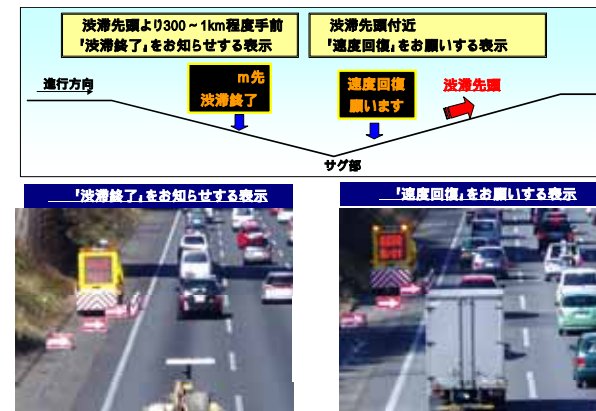 渋滞先頭より300～1km程度手前
｢渋滞終了｣をお知らせする表示
渋滞先頭付近
｢速度回復｣をお願いする表示
進行方向
m先
渋滞終了
速度回復
願います
渋滞先頭
サグ部
｢渋滞終了｣をお知らせする表示
｢速度回復｣をお願いする表示